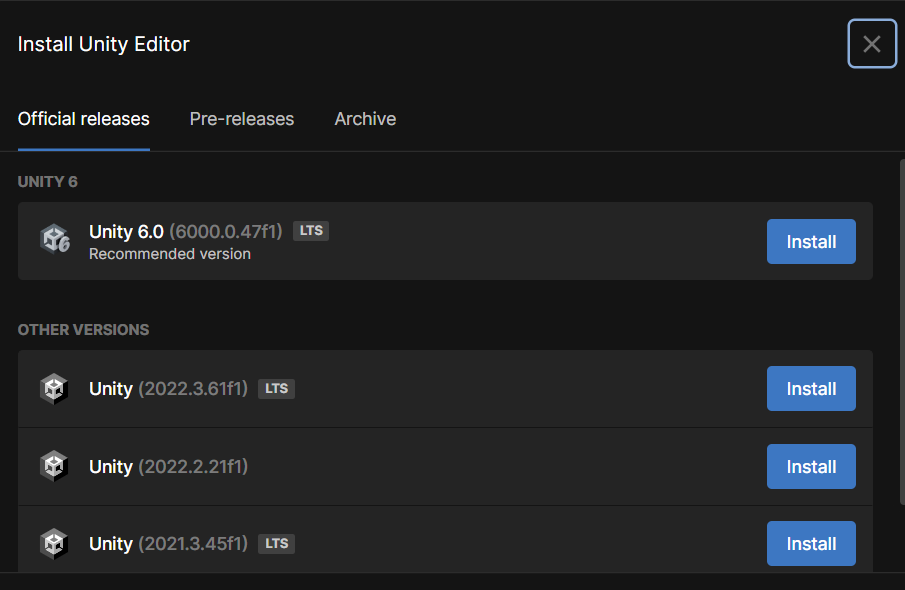 Install Unity Editor
Official releases Pre-releases Archive
UNITY 6
Unity 6.0 (6000.0.47f1) LTS
Recommended version
Install
OTHER VERSIONS
Unity (2022.3.61f1) LTS Install
Unity (2022.2.21f1) Install
Unity (2021.3.45f1) LTS Install